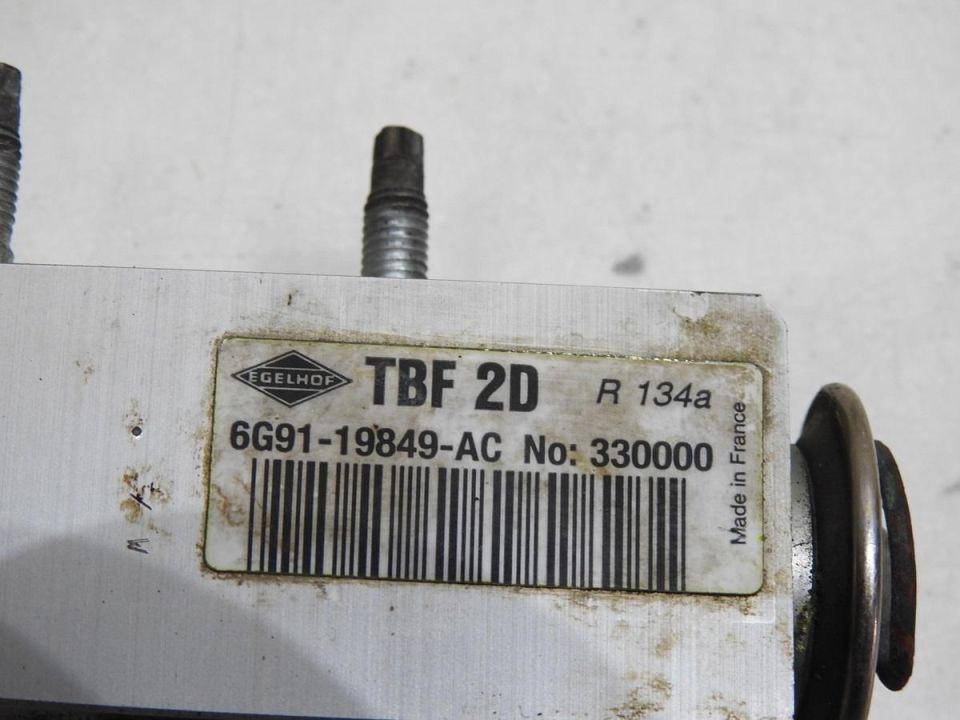 EGELHOF TBF 2D R 134a
6G91-19849-AC No: 330000
Made in France
M